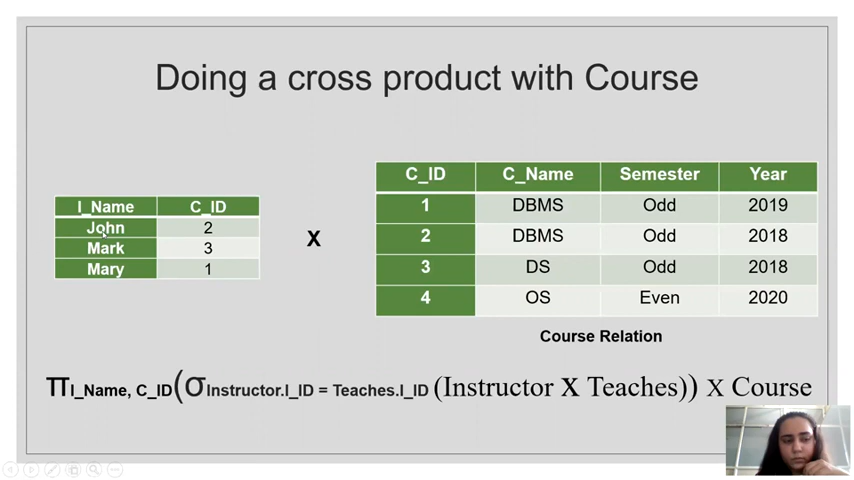 Doing a cross product with Course
I_Name C_ID
John 2
Mark 3
Mary 1
X
C_ID C_Name Semester Year
1 DBMS Odd 2019
2 DBMS Odd 2018
3 DS Odd 2018
4 OS Even 2020
Course Relation
π I_Name, C_ID (σ Instructor.I_ID = Teaches.I_ID (Instructor X Teaches)) X Course